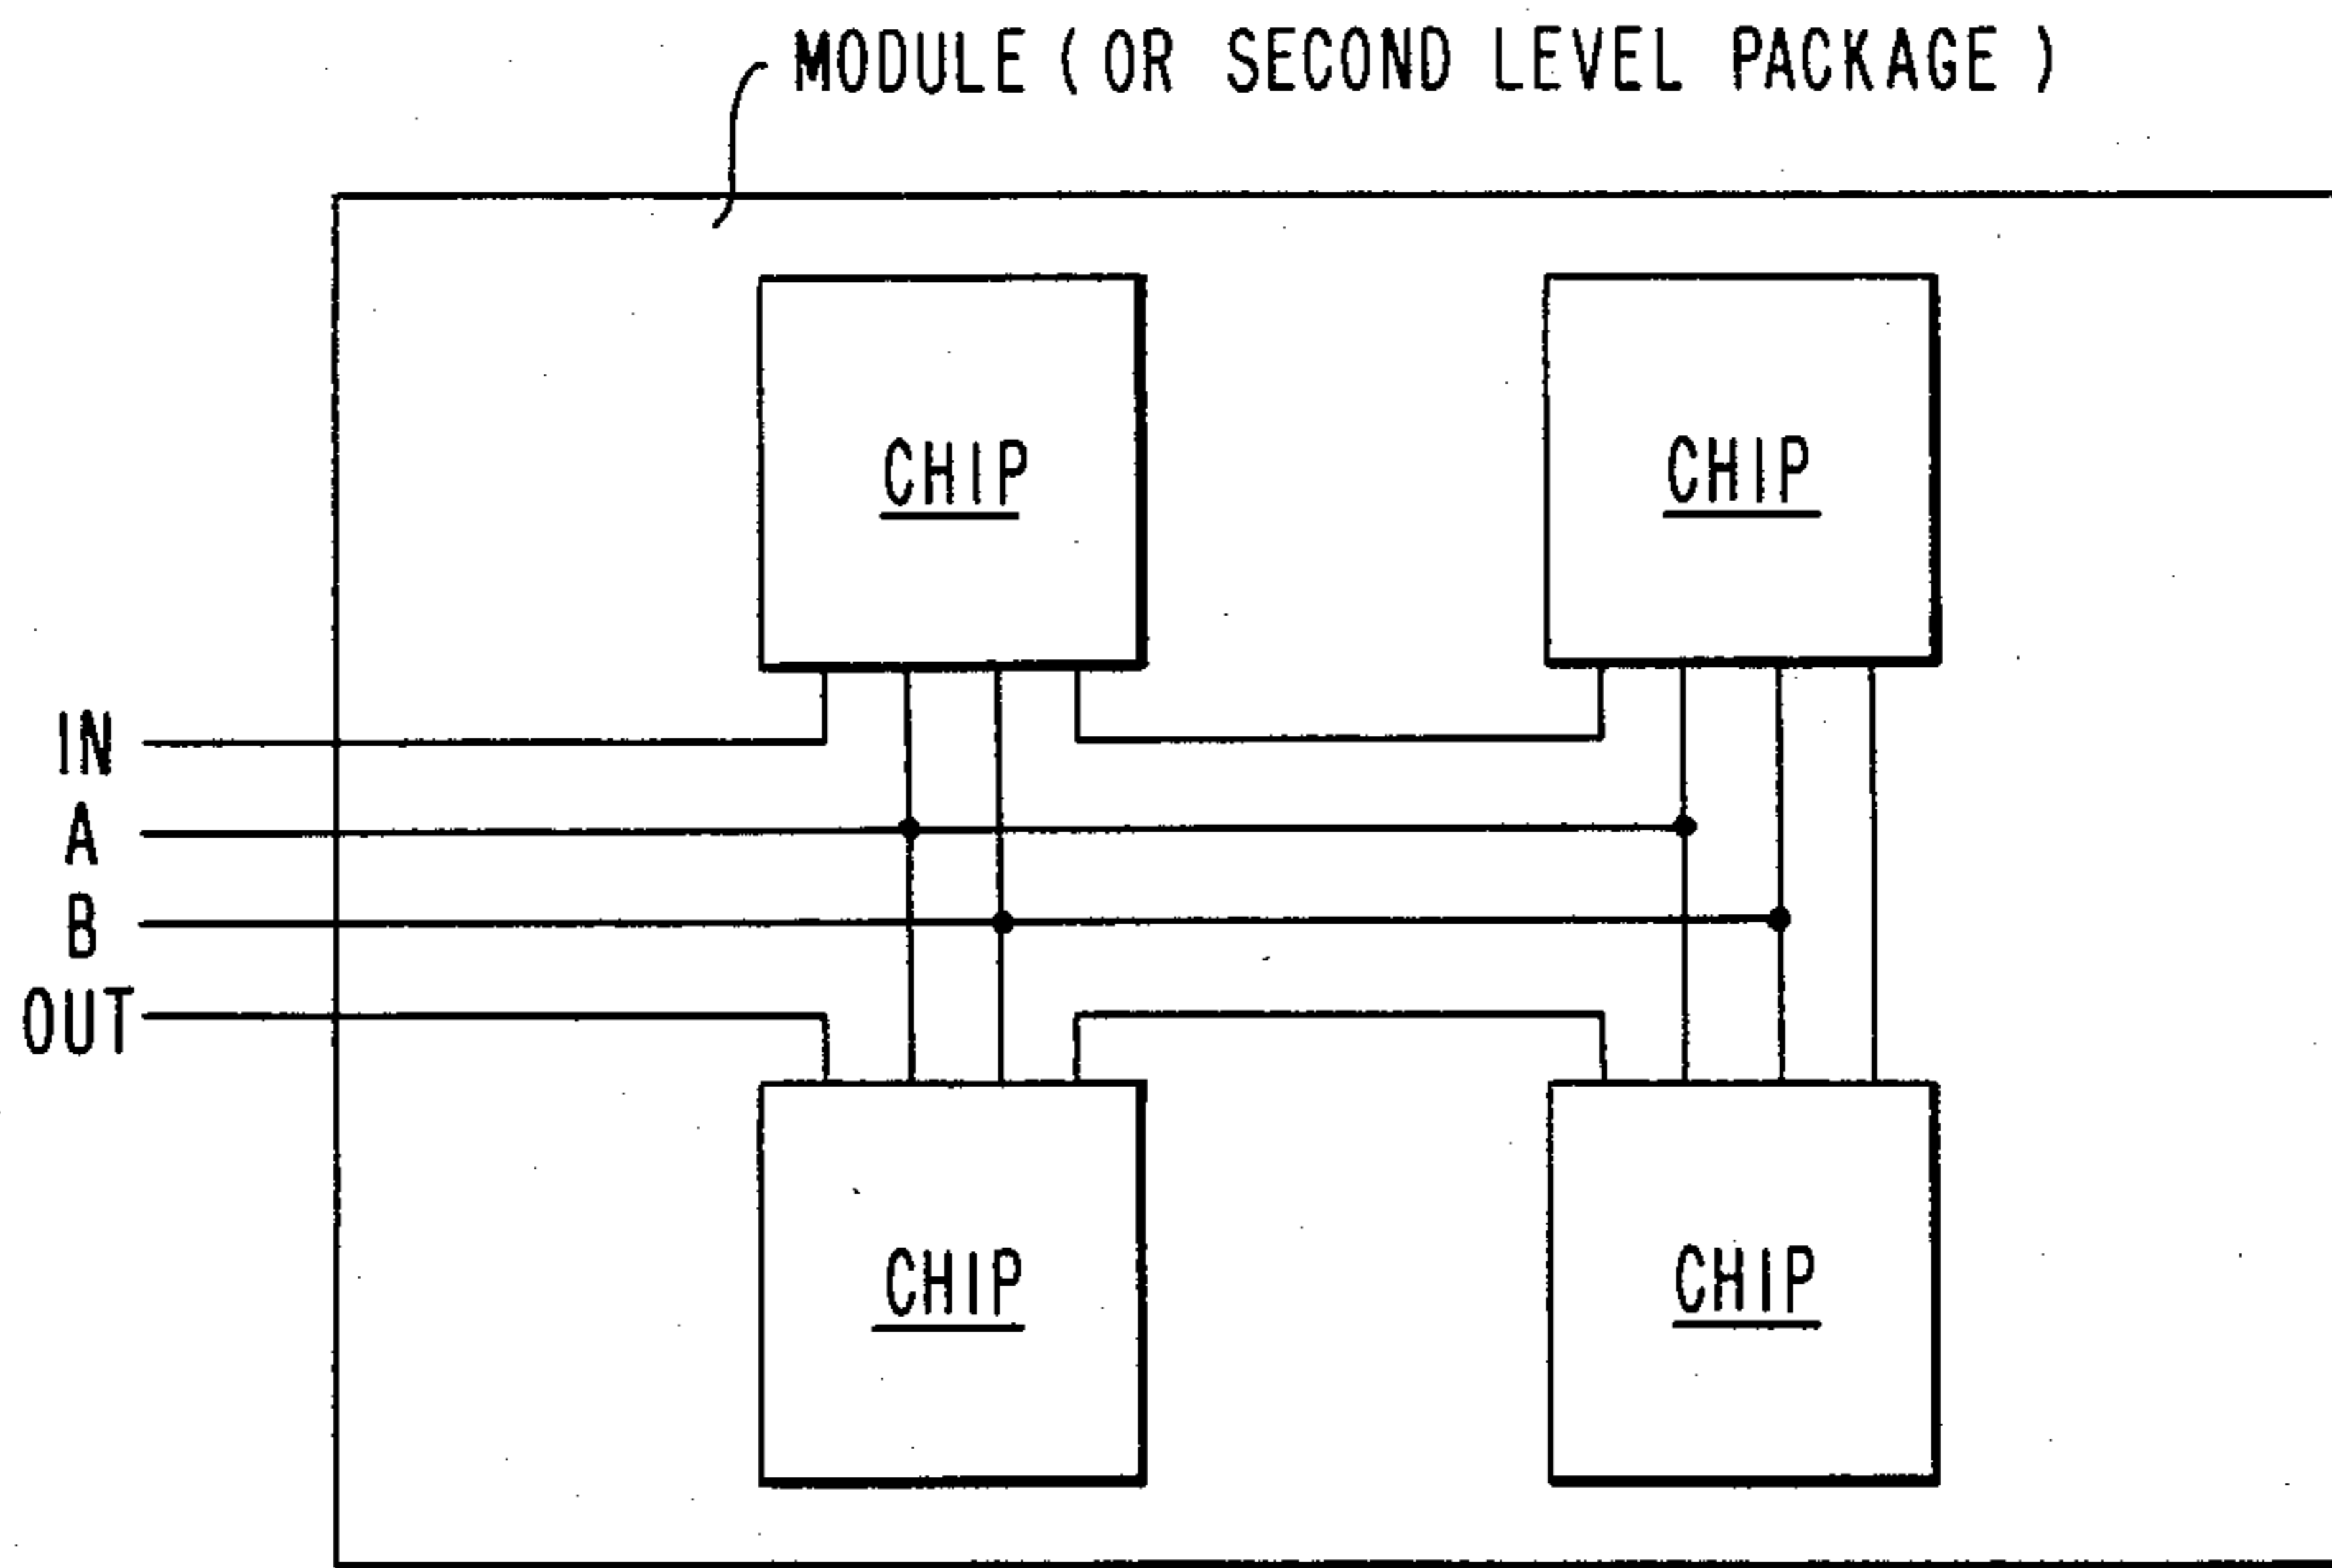 MODULE ( OR SECOND LEVEL PACKAGE )
CHIP
CHIP
IN
A
B
OUT
CHIP
CHIP